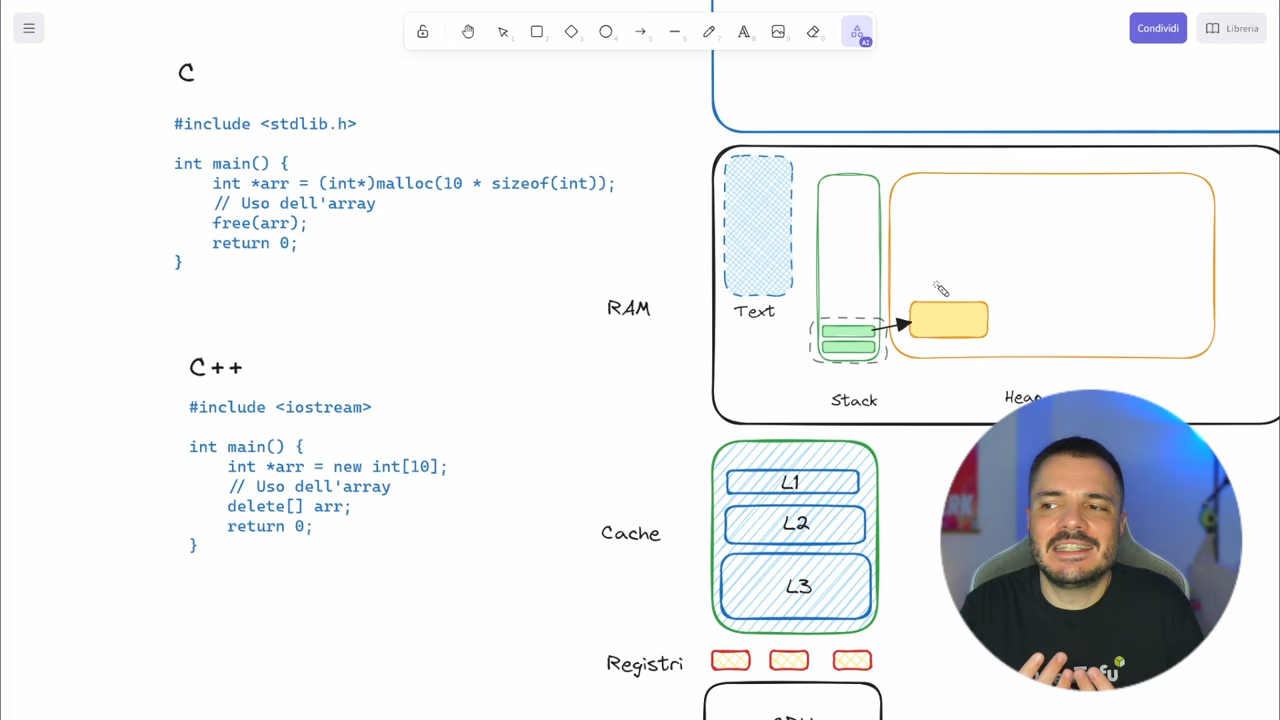 Condividi
Libreria
C
#include <stdlib.h>
int main() {
int *arr = (int*)malloc(10 * sizeof(int));
// Uso dell'array
free(arr);
return 0;
}
RAM
Text
Stack
C++
#include <iostream>
int main() {
int *arr = new int[10];
// Uso dell'array
delete[] arr;
return 0;
}
Cache
L1
L2
L3
Registri